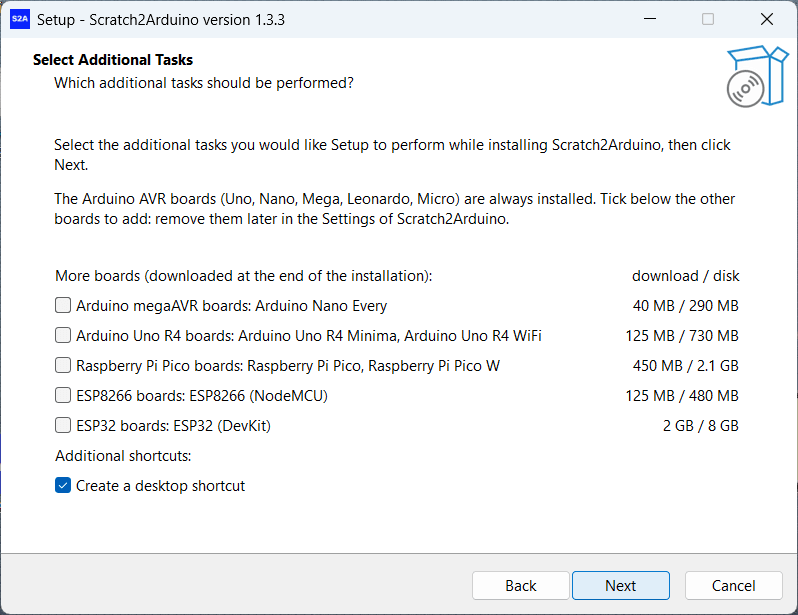 S2A Setup - Scratch2Arduino version 1.3.3
Select Additional Tasks
Which additional tasks should be performed?
Select the additional tasks you would like Setup to perform while installing Scratch2Arduino, then click
Next.
The Arduino AVR boards (Uno, Nano, Mega, Leonardo, Micro) are always installed. Tick below the other
boards to add: remove them later in the Settings of Scratch2Arduino.
More boards (downloaded at the end of the installation): download / disk
Arduino megaAVR boards: Arduino Nano Every 40 MB / 290 MB
Arduino Uno R4 boards: Arduino Uno R4 Minima, Arduino Uno R4 WiFi 125 MB / 730 MB
Raspberry Pi Pico boards: Raspberry Pi Pico, Raspberry Pi Pico W 450 MB / 2.1 GB
ESP8266 boards: ESP8266 (NodeMCU) 125 MB / 480 MB
ESP32 boards: ESP32 (DevKit) 2 GB / 8 GB
Additional shortcuts:
Create a desktop shortcut
Back Next Cancel